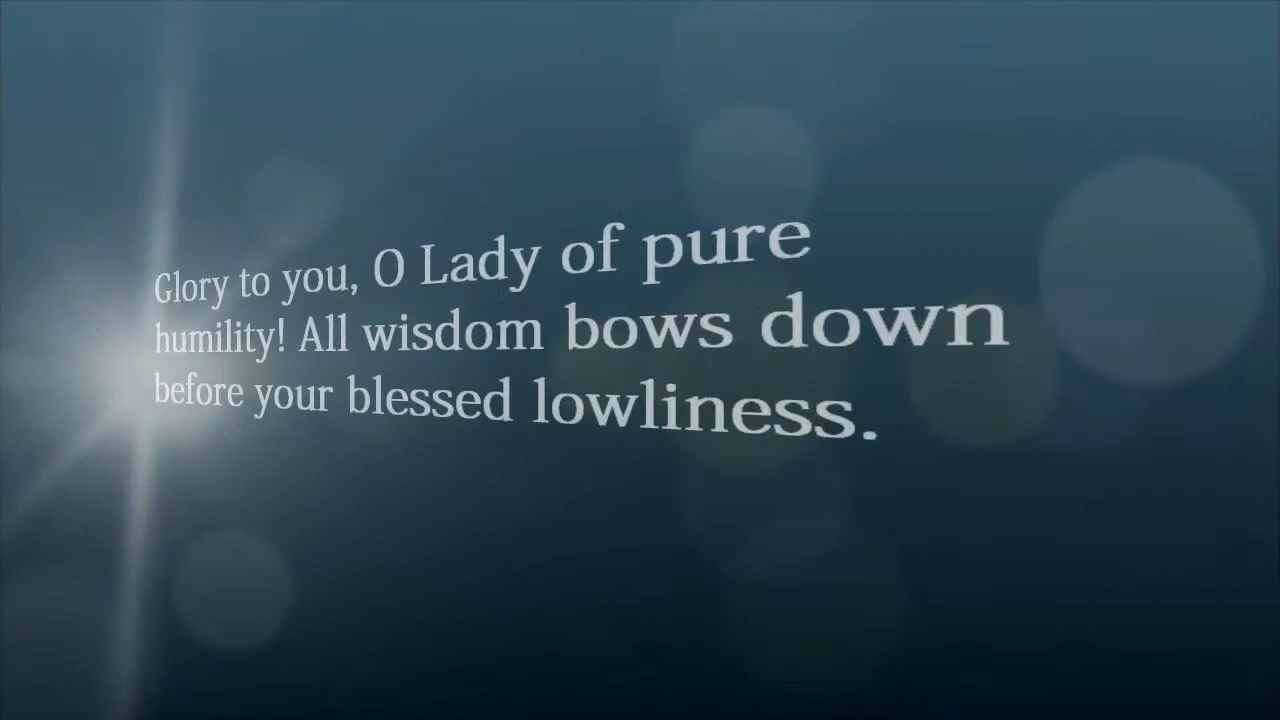 Glory to you, O Lady of pure
humility! All wisdom bows down
before your blessed lowliness.